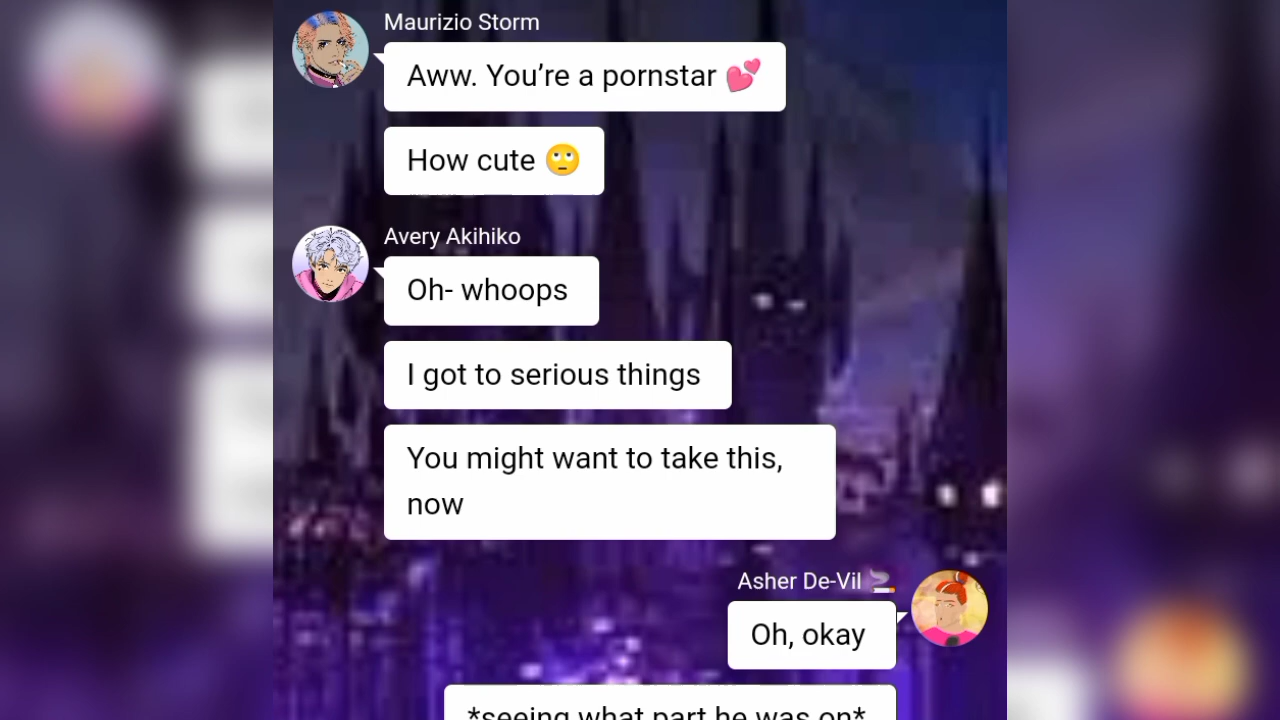 Maurizio Storm
Aww. You’re a pornstar 💕
How cute 🙄
Avery Akihiko
Oh- whoops
I got to serious things
You might want to take this,
now
Asher De-Vil 🚬
Oh, okay
*seeing what part he was on*